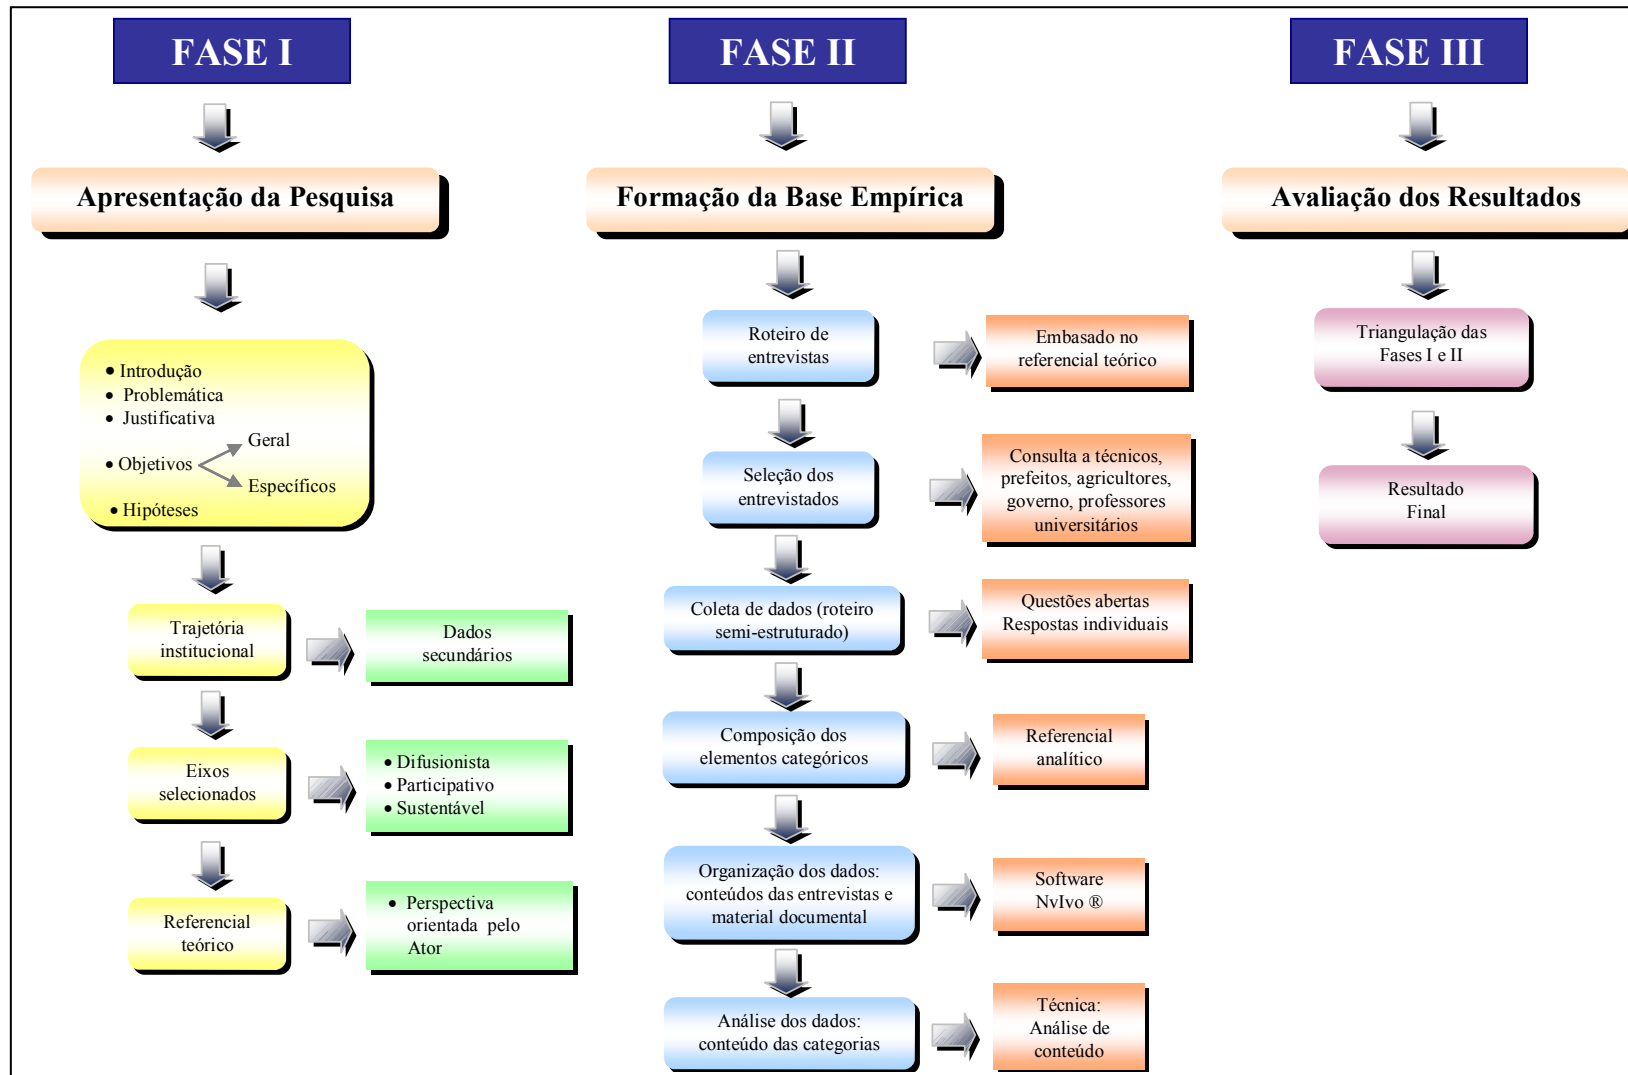 FASE I
Apresentação da Pesquisa
• Introdução
• Problemática
• Justificativa
• Objetivos
Geral
Específicos
• Hipóteses
Trajetória
institucional
Dados
secundários
Eixos
selecionados
• Difusionista
• Participativo
• Sustentável
Referencial
teórico
• Perspectiva
orientada pelo
Ator
FASE II
Formação da Base Empírica
Roteiro de
entrevistas
Embasado no
referencial teórico
Seleção dos
entrevistados
Consulta a técnicos,
prefeitos, agricultores,
governo, professores
universitários
Coleta de dados (roteiro
semi-estruturado)
Questões abertas
Respostas individuais
Composição dos
elementos categóricos
Referencial
analítico
Organização dos dados:
conteúdos das entrevistas e
material documental
Software
NvIvo ®
Análise dos dados:
conteúdo das categorias
Técnica:
Análise de
conteúdo
FASE III
Avaliação dos Resultados
Triangulação das
Fases I e II
Resultado
Final